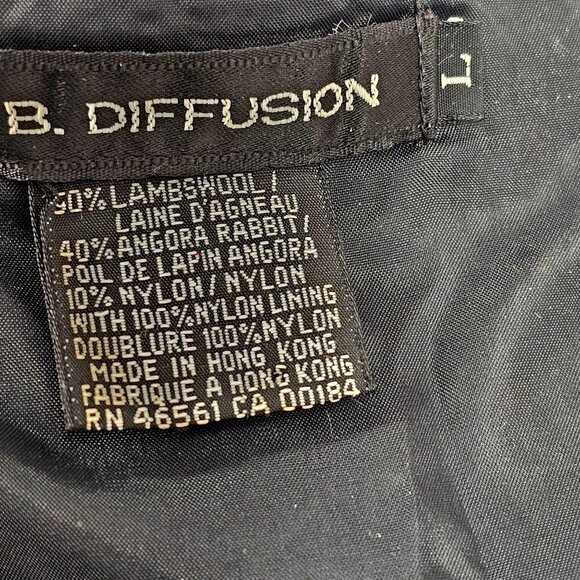 B. DIFFUSION
L
50% LAMBSWOOL/
LAINE D'AGNEAU
40% ANGORA RABBIT/
POIL DE LAPIN ANGORA
10% NYLON / NYLON
WITH 100% NYLON LINING
DOUBLURE 100% NYLON
MADE IN HONG KONG
FABRIQUE A HONG KONG
RN 46561 CA 00184